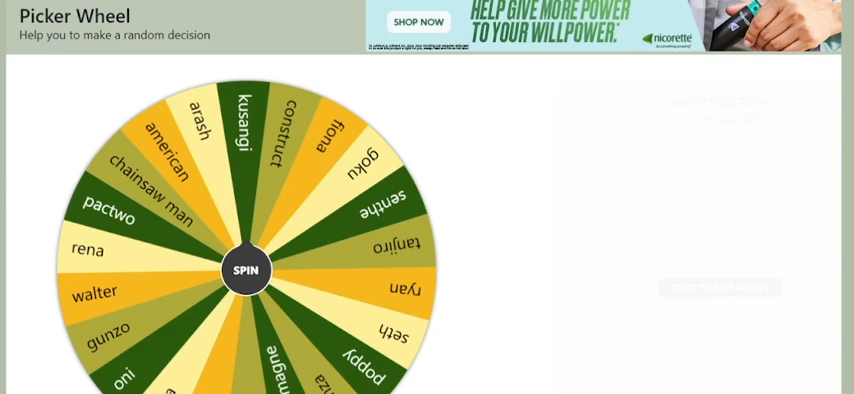 Picker Wheel
Help you to make a random decision
SHOP NOW
HELP GIVE MORE POWER
TO YOUR WILLPOWER.*
nicorette
kusangi
construct
fiona
goku
senthe
tanjiro
ryan
seth
poppy
magne
oni
gunzo
walter
rena
pactwo
chainsaw man
american
arash
SPIN